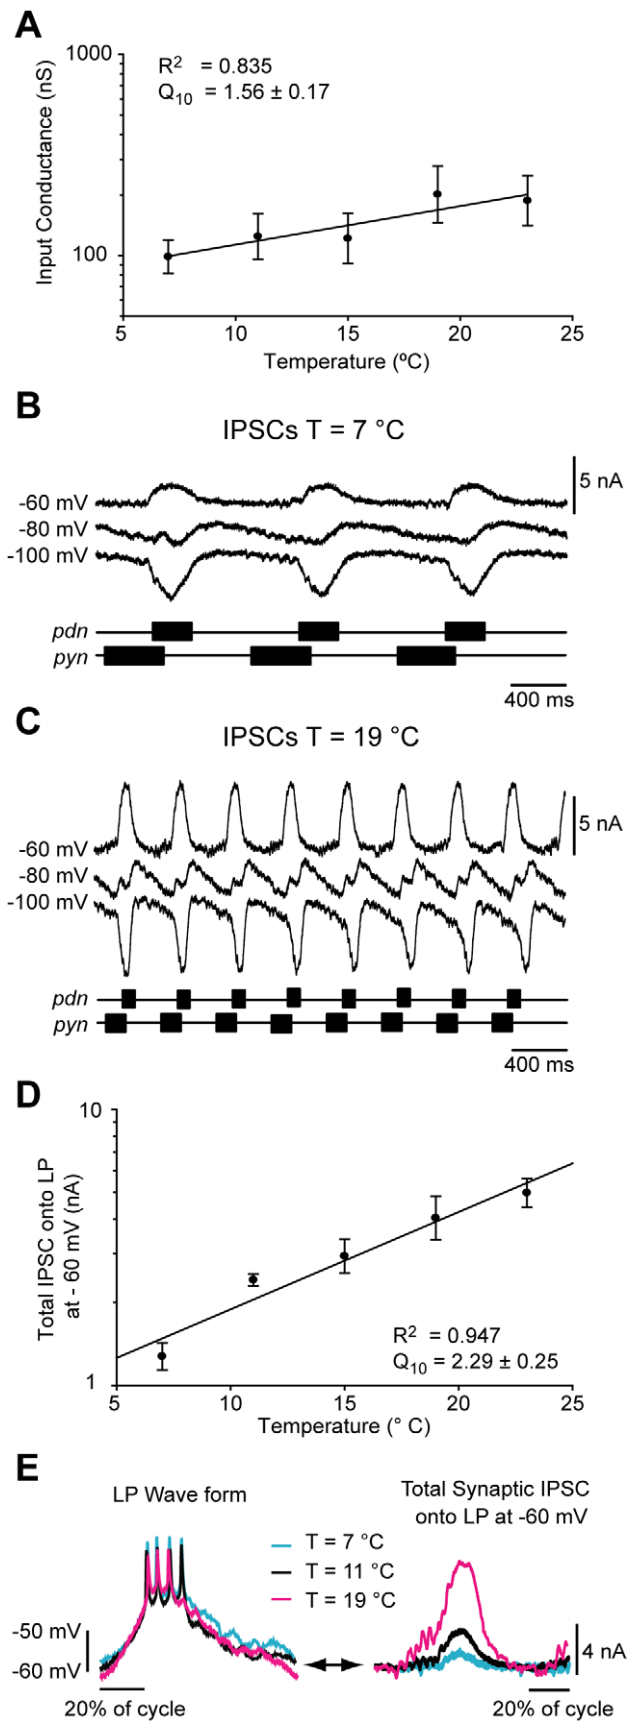 A
1000
100
Input Conductance (nS)
R² = 0.835
Q₁₀ = 1.56 ± 0.17
5 10 15 20 25
Temperature (ºC)
B
IPSCs T = 7 °C
5 nA
-60 mV
-80 mV
-100 mV
pdn
pyn
400 ms
C
IPSCs T = 19 °C
5 nA
-60 mV
-80 mV
-100 mV
pdn
pyn
400 ms
D
10
1
Total IPSC onto LP
at - 60 mV (nA)
R² = 0.947
Q₁₀ = 2.29 ± 0.25
5 10 15 20 25
Temperature (° C)
E
LP Wave form
Total Synaptic IPSC
onto LP at -60 mV
T = 7 °C
T = 11 °C
T = 19 °C
-50 mV
-60 mV
4 nA
20% of cycle
20% of cycle